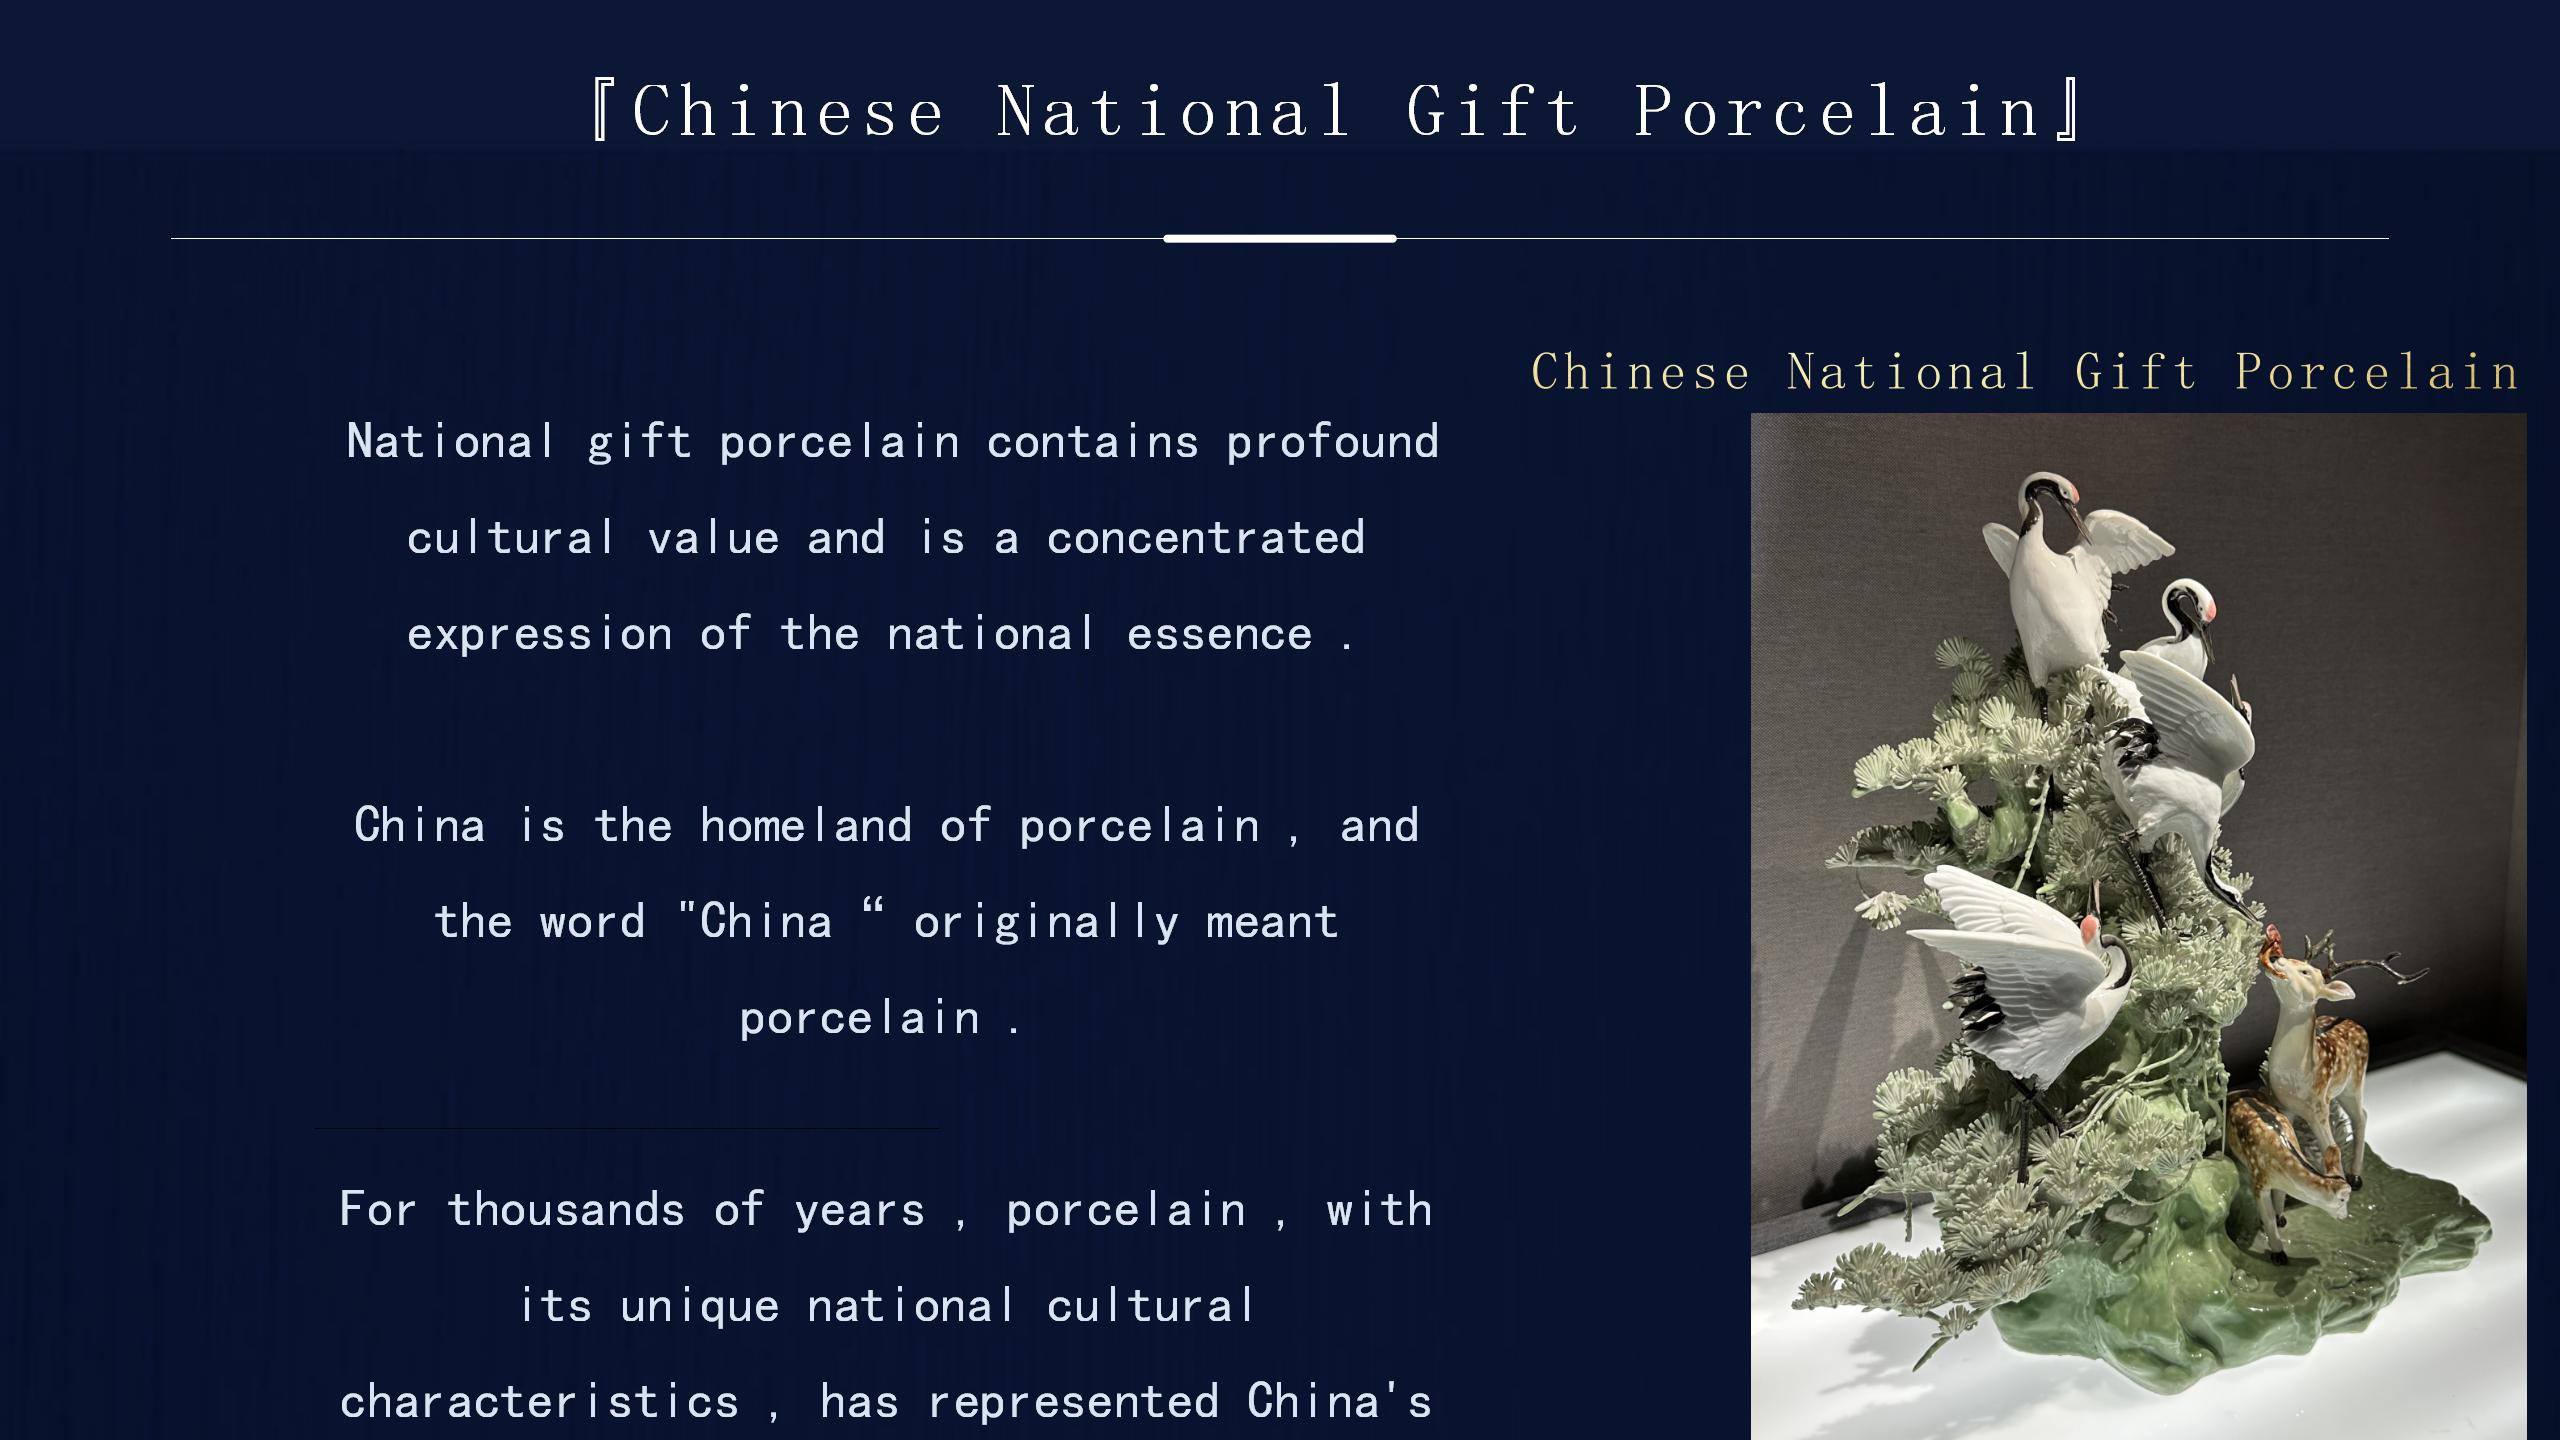 『Chinese National Gift Porcelain』
Chinese National Gift Porcelain
National gift porcelain contains profound
cultural value and is a concentrated
expression of the national essence .
China is the homeland of porcelain , and
the word "China “ originally meant
porcelain .
For thousands of years , porcelain , with
its unique national cultural
characteristics , has represented China's